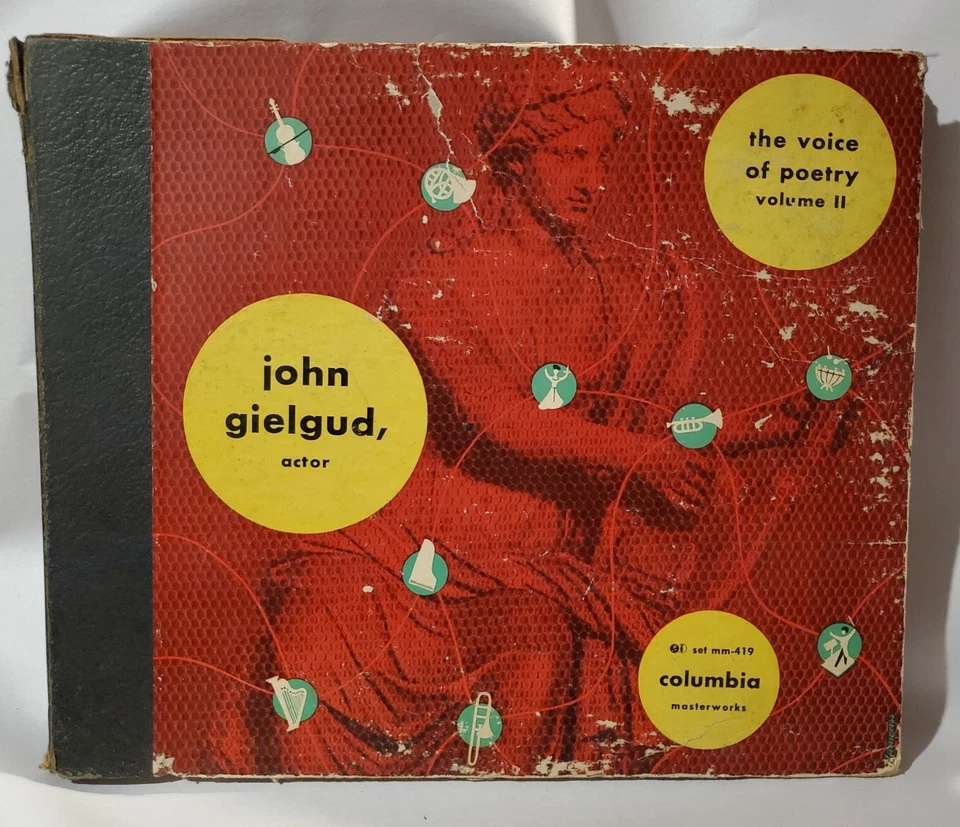 the voice
of poetry
volume II
john
gielgud,
actor
set mm-419
columbia
masterworks